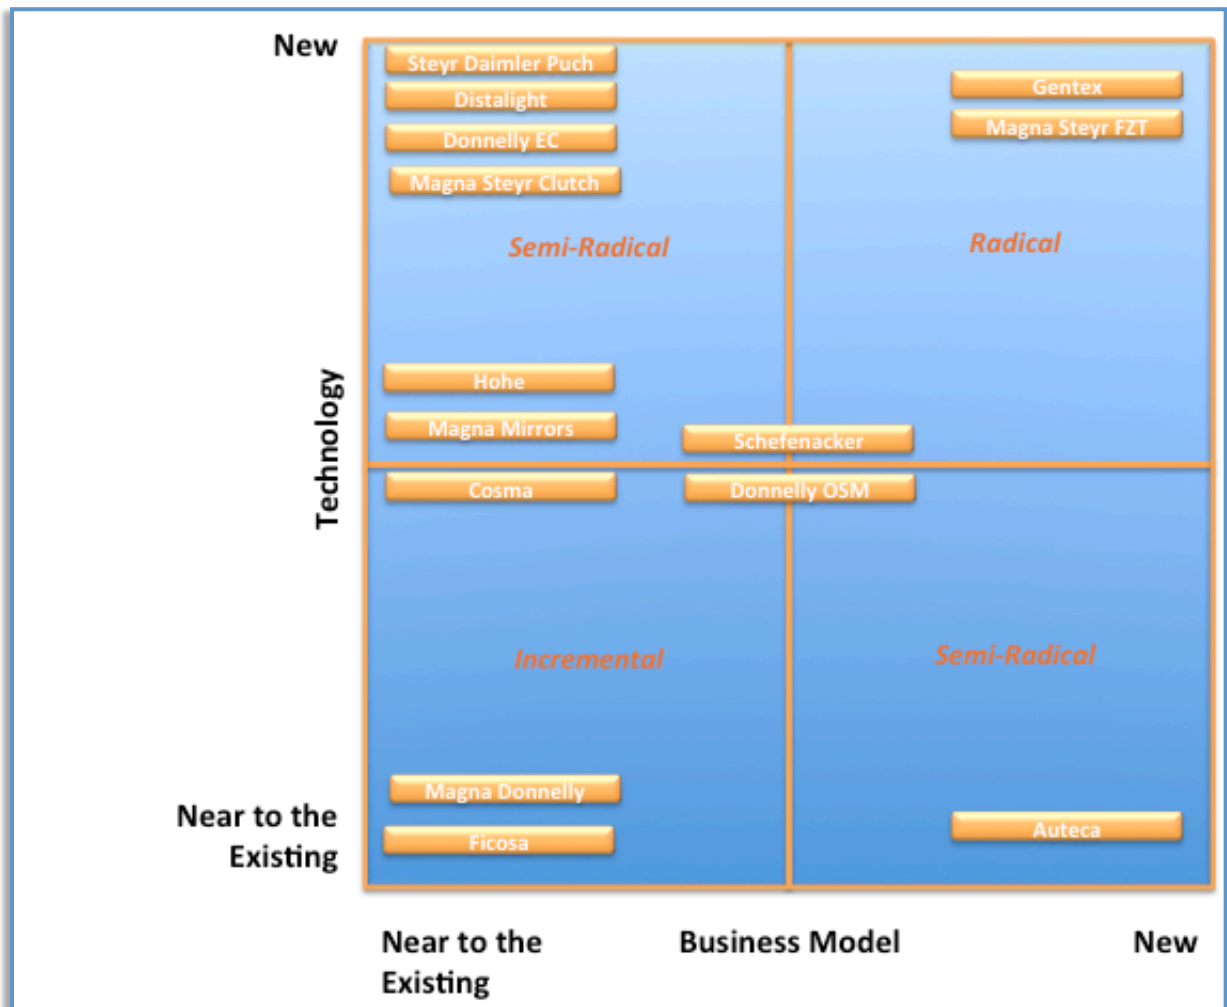 New
Steyr Daimler Puch
Distalight
Donnelly EC
Magna Steyr Clutch
Gentex
Magna Steyr FZT
Semi-Radical
Radical
Technology
Hohe
Magna Mirrors
Schefenacker
Cosma
Donnelly OSM
Incremental
Semi-Radical
Magna Donnelly
Ficosa
Auteca
Near to the
Existing
Near to the
Existing
Business Model
New